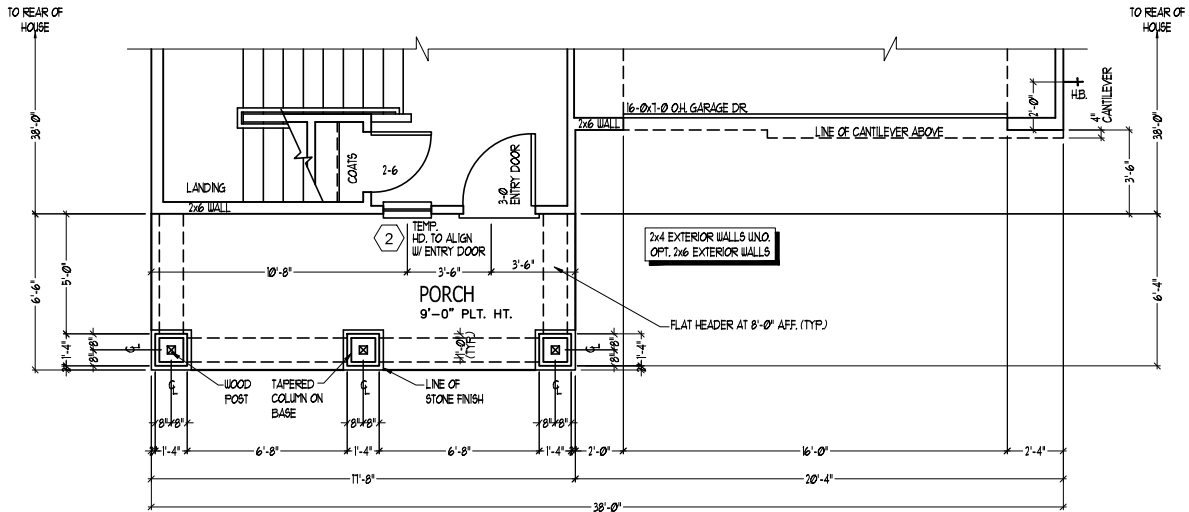 TO REAR OF
HOUSE
TO REAR OF
HOUSE
38'-0"
38'-0"
16-0x7-0 O.H. GARAGE DR.
2x6 WALL
LINE OF CANTILEVER ABOVE
2'-0"
H.B.
4"
CANTILEVER
3'-6"
COATS
2-6
3-0
ENTRY DOOR
LANDING
2x6 WALL
2
TEMP.
HD. TO ALIGN
W/ ENTRY DOOR
2x4 EXTERIOR WALLS U.N.O.
OPT. 2x6 EXTERIOR WALLS
6'-6"
5'-0"
10'-8"
3'-6"
3'-6"
6'-4"
PORCH
9'-0" PLT. HT.
FLAT HEADER AT 8'-0" AFF. (TYP.)
1'-4"
8"
8"
CL
1'-0"
(TYP.)
CL
8"
8"
1'-4"
WOOD
POST
TAPERED
COLUMN ON
BASE
LINE OF
STONE FINISH
CL
CL
CL
8"
8"
8"
8"
8"
8"
1'-4"
6'-8"
1'-4"
6'-8"
1'-4"
2'-0"
16'-0"
2'-4"
17'-8"
20'-4"
38'-0"